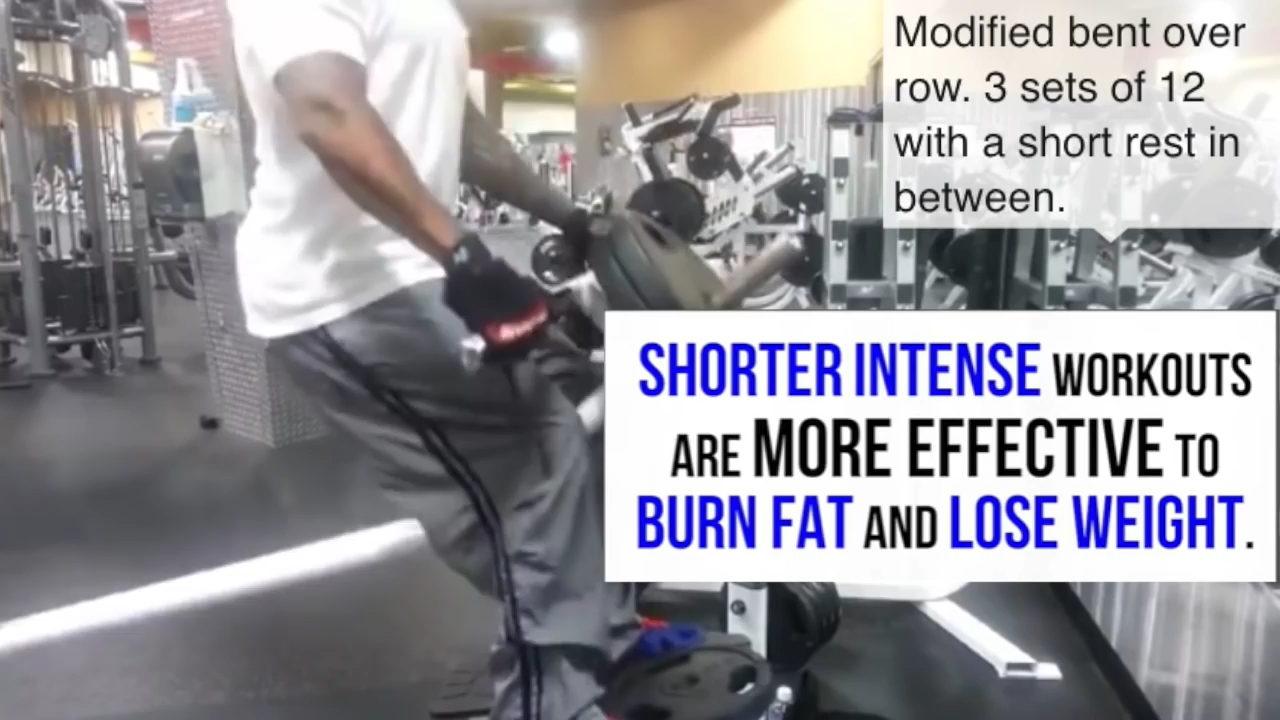 Modified bent over
row. 3 sets of 12
with a short rest in
between.
SHORTER INTENSE WORKOUTS
ARE MORE EFFECTIVE TO
BURN FAT AND LOSE WEIGHT.